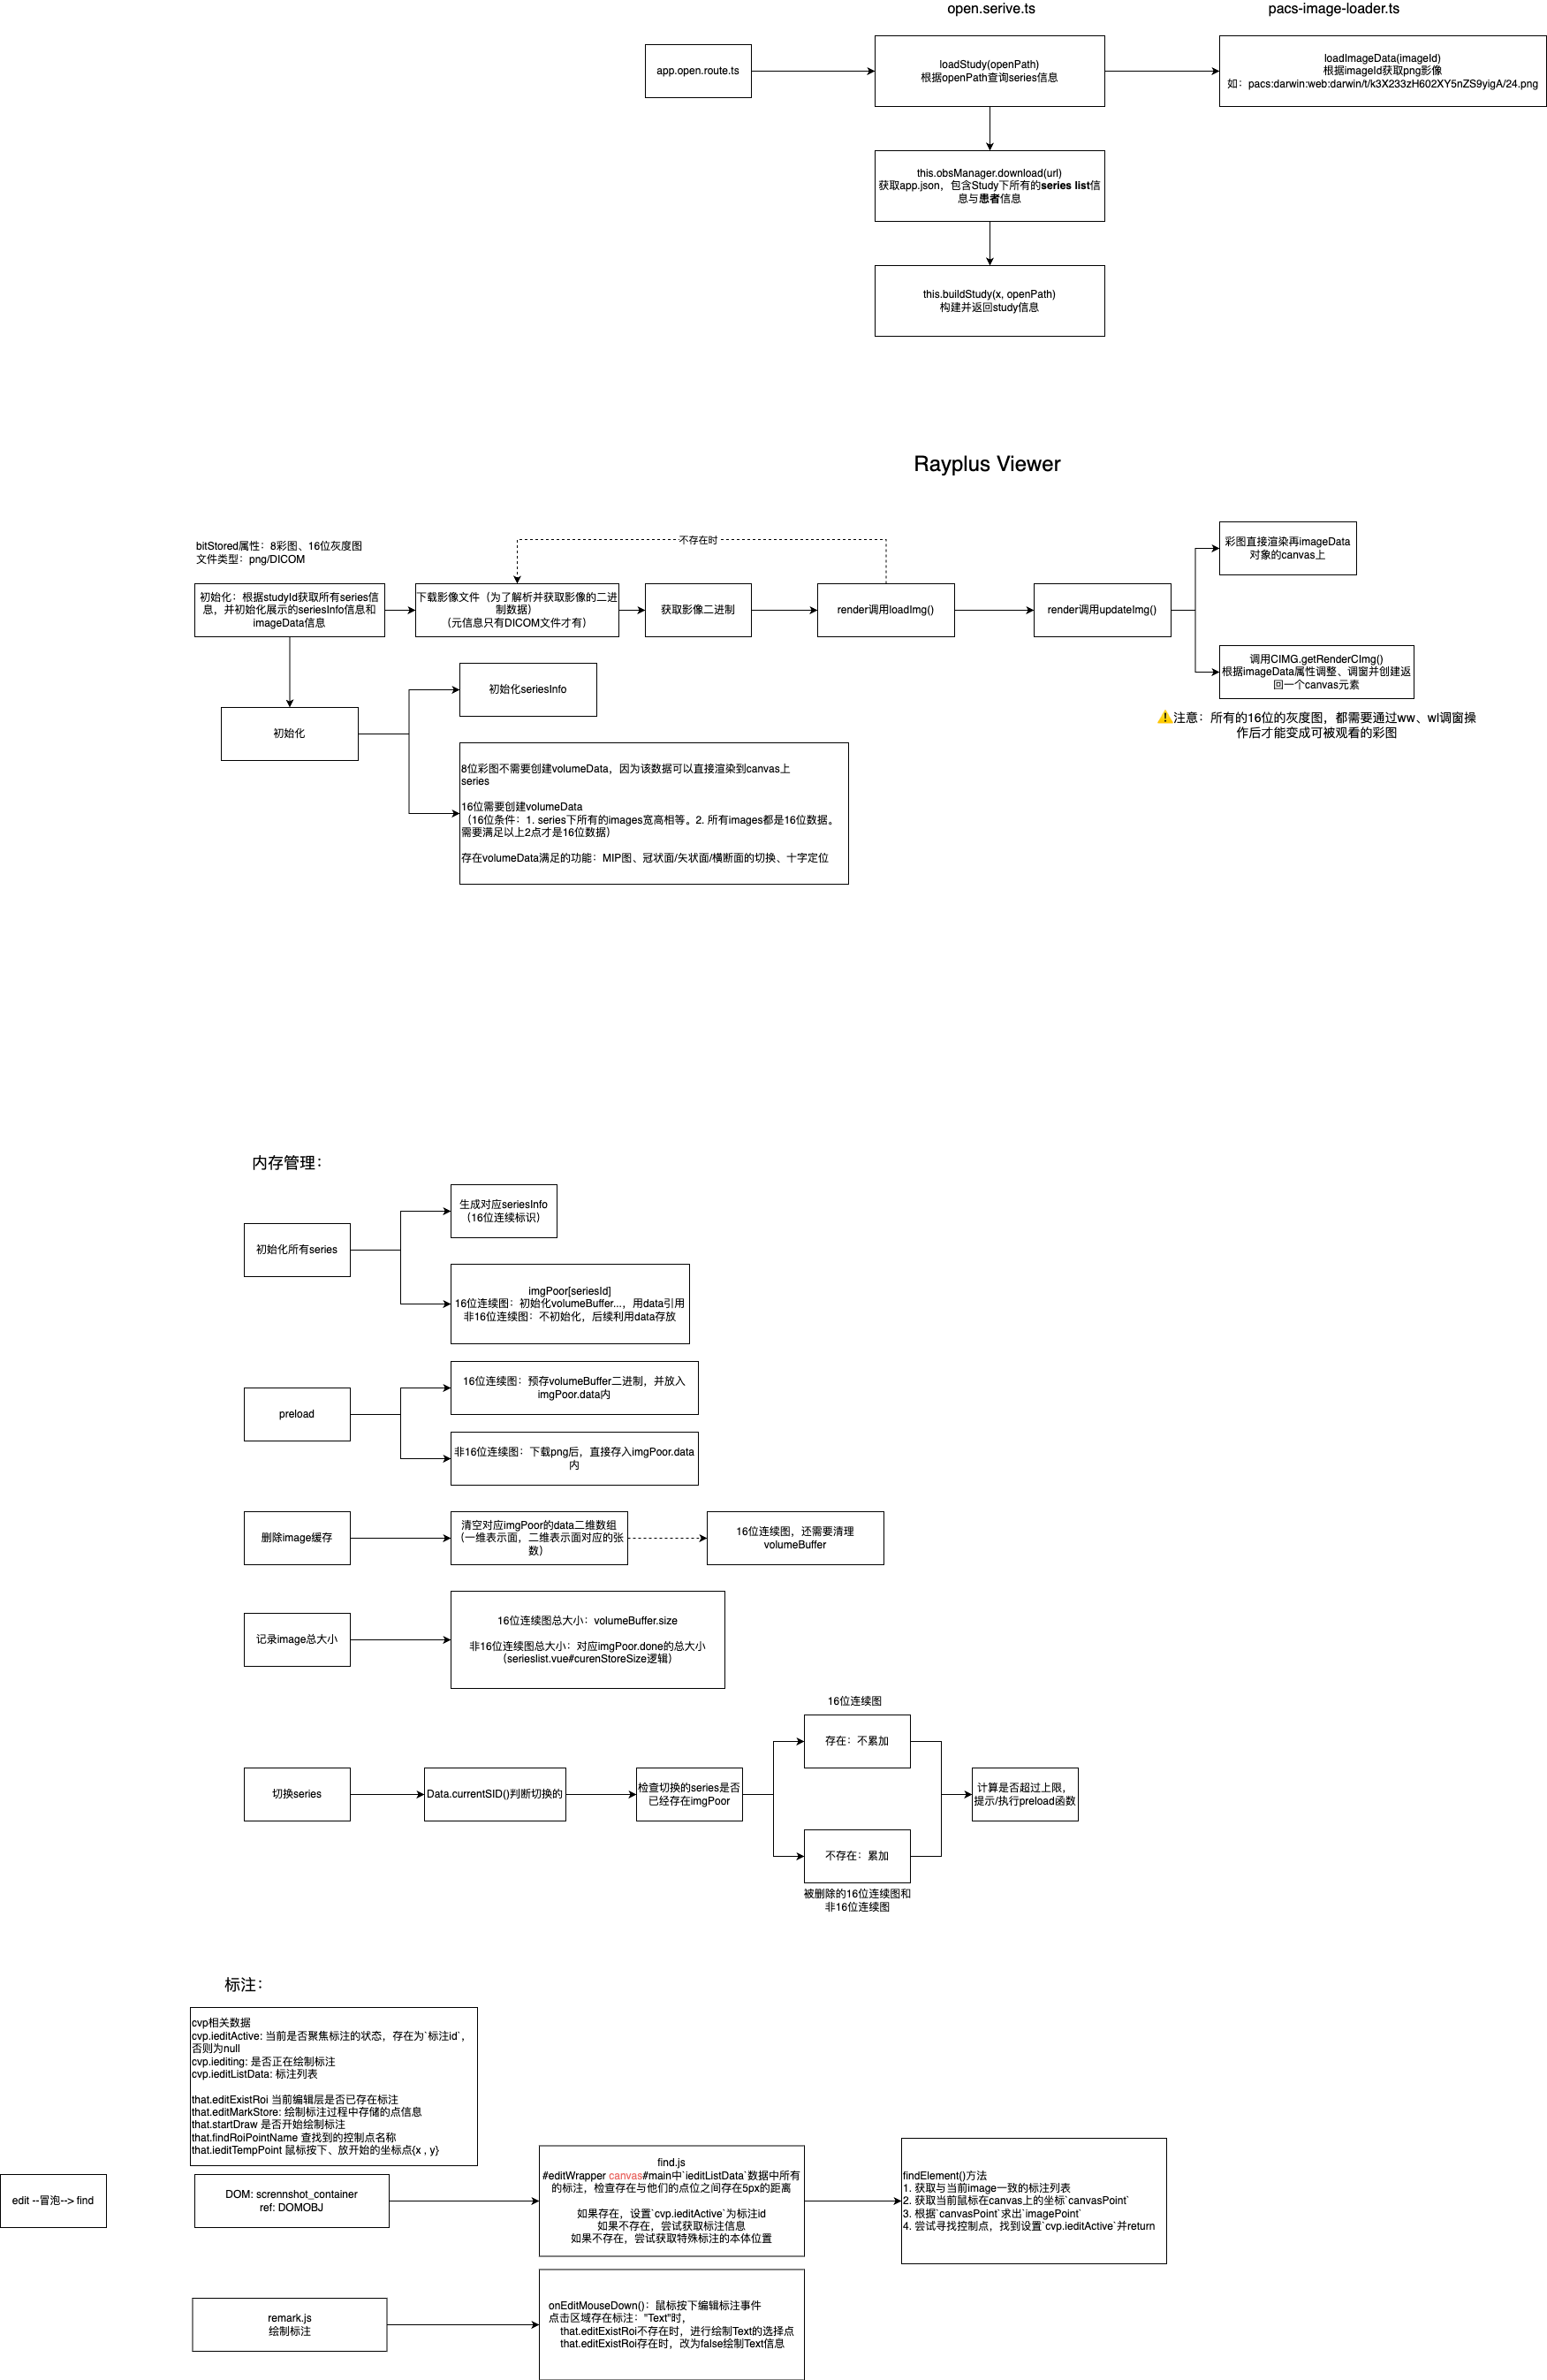 open.serive.ts
pacs-image-loader.ts
app.open.route.ts
loadStudy(openPath)
根据openPath查询series信息
loadImageData(imageId)
根据imageId获取png影像
如：pacs:darwin:web:darwin/t/k3X233zH602XY5nZS9yigA/24.png
this.obsManager.download(url)
获取app.json，包含Study下所有的series list信
息与患者信息
this.buildStudy(x, openPath)
构建并返回study信息
Rayplus Viewer
bitStored属性：8彩图、16位灰度图
文件类型：png/DICOM
不存在时
初始化：根据studyId获取所有series信
息，并初始化展示的seriesInfo信息和
imageData信息
下载影像文件（为了解析并获取影像的二进
制数据）
（元信息只有DICOM文件才有）
获取影像二进制
render调用loadImg()
render调用updateImg()
彩图直接渲染再imageData
对象的canvas上
调用CIMG.getRenderCImg()
根据imageData属性调整、调窗并创建返
回一个canvas元素
⚠️注意：所有的16位的灰度图，都需要通过ww、wl调窗操
作后才能变成可被观看的彩图
初始化
初始化seriesInfo
8位彩图不需要创建volumeData，因为该数据可以直接渲染到canvas上
series
16位需要创建volumeData
（16位条件：1. series下所有的images宽高相等。2. 所有images都是16位数据。
需要满足以上2点才是16位数据）
存在volumeData满足的功能：MIP图、冠状面/矢状面/横断面的切换、十字定位
内存管理：
初始化所有series
生成对应seriesInfo
（16位连续标识）
imgPoor[seriesId]
16位连续图：初始化volumeBuffer...，用data引用
非16位连续图：不初始化，后续利用data存放
preload
16位连续图：预存volumeBuffer二进制，并放入
imgPoor.data内
非16位连续图：下载png后，直接存入imgPoor.data
内
删除image缓存
清空对应imgPoor的data二维数组
（一维表示面，二维表示面对应的张
数）
16位连续图，还需要清理
volumeBuffer
记录image总大小
16位连续图总大小：volumeBuffer.size
非16位连续图总大小：对应imgPoor.done的总大小
（serieslist.vue#curenStoreSize逻辑）
切换series
Data.currentSID()判断切换的
检查切换的series是否
已经存在imgPoor
16位连续图
存在：不累加
不存在：累加
被删除的16位连续图和
非16位连续图
计算是否超过上限，
提示/执行preload函数
标注：
cvp相关数据
cvp.ieditActive: 当前是否聚焦标注的状态，存在为`标注id`，
否则为null
cvp.iediting: 是否正在绘制标注
cvp.ieditListData: 标注列表
that.editExistRoi 当前编辑层是否已存在标注
that.editMarkStore: 绘制标注过程中存储的点信息
that.startDraw 是否开始绘制标注
that.findRoiPointName 查找到的控制点名称
that.ieditTempPoint 鼠标按下、放开始的坐标点{x , y}
edit --冒泡--> find
DOM: scrennshot_container
ref: DOMOBJ
find.js
#editWrapper canvas#main中`ieditListData`数据中所有
的标注，检查存在与他们的点位之间存在5px的距离
如果存在，设置`cvp.ieditActive`为标注id
如果不存在，尝试获取标注信息
如果不存在，尝试获取特殊标注的本体位置
findElement()方法
1. 获取与当前image一致的标注列表
2. 获取当前鼠标在canvas上的坐标`canvasPoint`
3. 根据`canvasPoint`求出`imagePoint`
4. 尝试寻找控制点，找到设置`cvp.ieditActive`并return
remark.js
绘制标注
onEditMouseDown()：鼠标按下编辑标注事件
点击区域存在标注："Text"时，
that.editExistRoi不存在时，进行绘制Text的选择点
that.editExistRoi存在时，改为false绘制Text信息